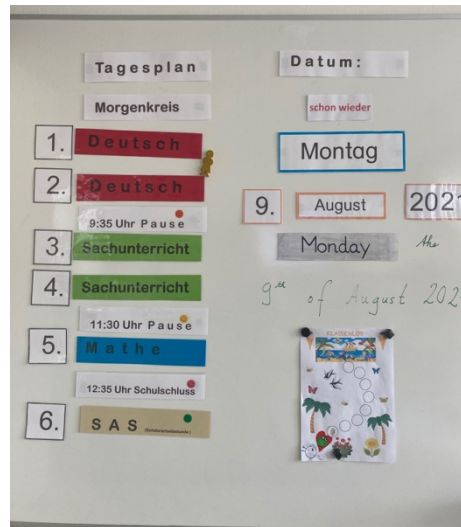 Tagesplan
Morgenkreis
1. Deutsch
2. Deutsch
9:35 Uhr Pause
3. Sachunterricht
4. Sachunterricht
11:30 Uhr Pause
5. Mathe
12:35 Uhr Schulschluss
6. SAS
Datum:
schon wieder
Montag
9. August 2021
Monday the
9th of August 202